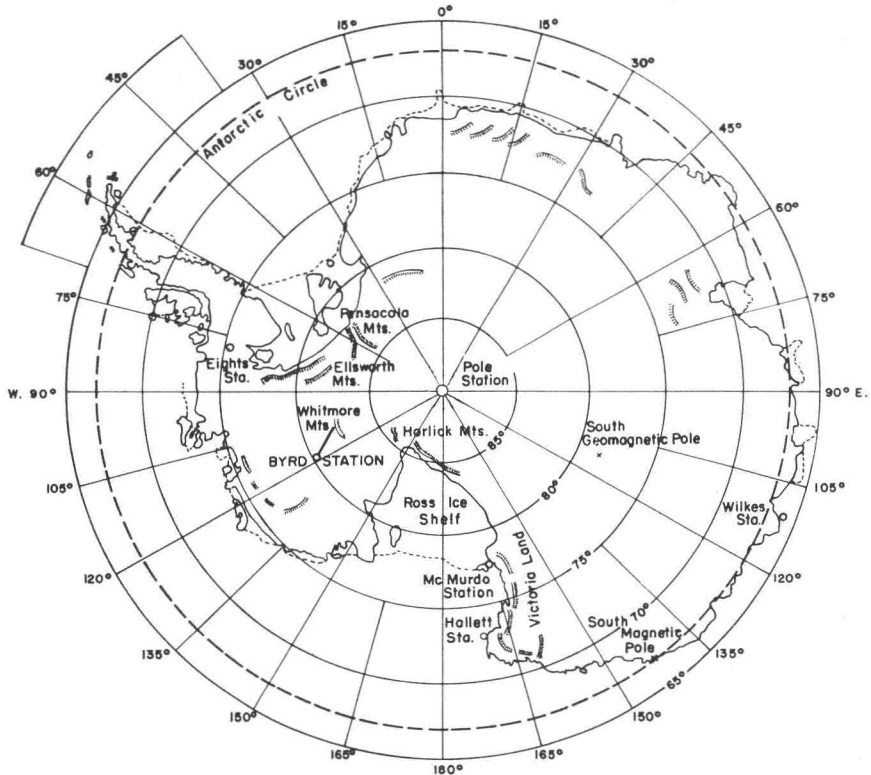 0°
15°
15°
30°
30°
45°
45°
Antarctic Circle
60°
60°
75°
75°
Pensacola
Mts.
Eights
Sta.
Ellsworth
Mts.
Pole
Station
W. 90°
90° E.
Whitmore
Mts.
Horlick Mts.
South
Geomagnetic Pole
85°
BYRD STATION
80°
105°
105°
Ross Ice
Shelf
Wilkes
Sta.
120°
120°
75°
Mc Murdo
Station
Victoria Land
70°
Hallett
Sta.
South
Magnetic
Pole
135°
135°
65°
150°
150°
165°
165°
180°